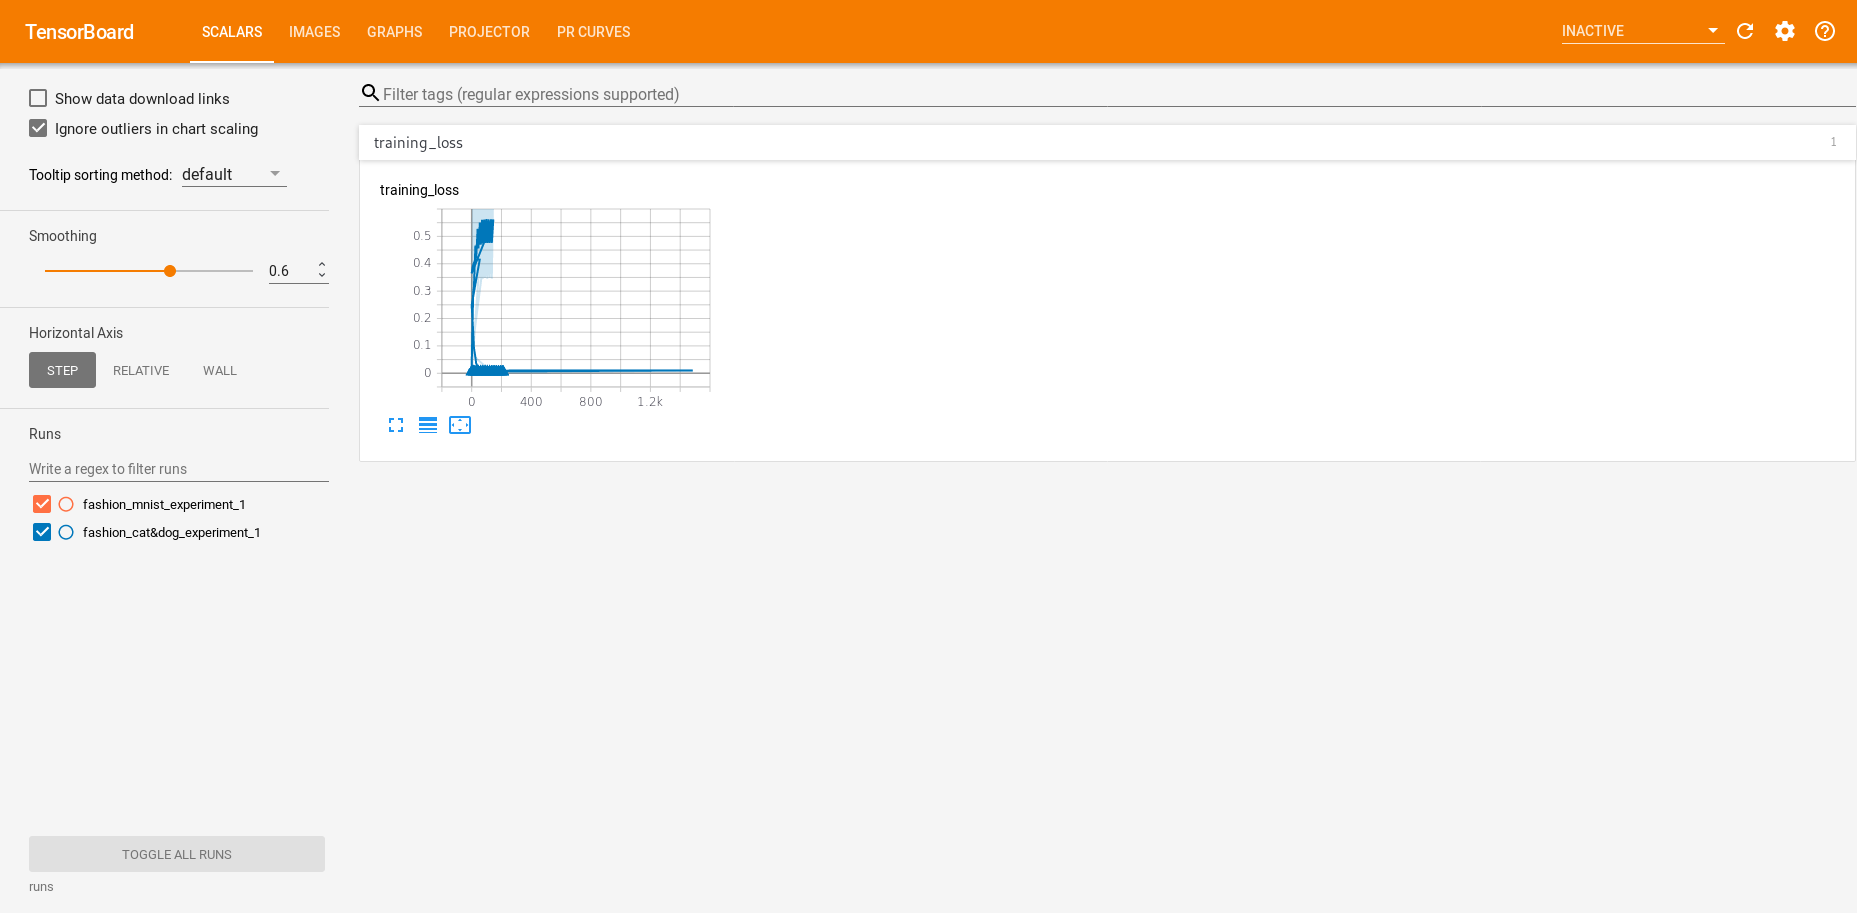 TensorBoard SCALARS IMAGES GRAPHS PROJECTOR PR CURVES INACTIVE
Show data download links
Ignore outliers in chart scaling
Tooltip sorting method: default
Smoothing
0.6
Horizontal Axis
STEP RELATIVE WALL
Runs
Write a regex to filter runs
fashion_mnist_experiment_1
fashion_cat&dog_experiment_1
TOGGLE ALL RUNS
runs
Filter tags (regular expressions supported)
training_loss 1
training_loss
0.5
0.4
0.3
0.2
0.1
0
0 400 800 1.2k